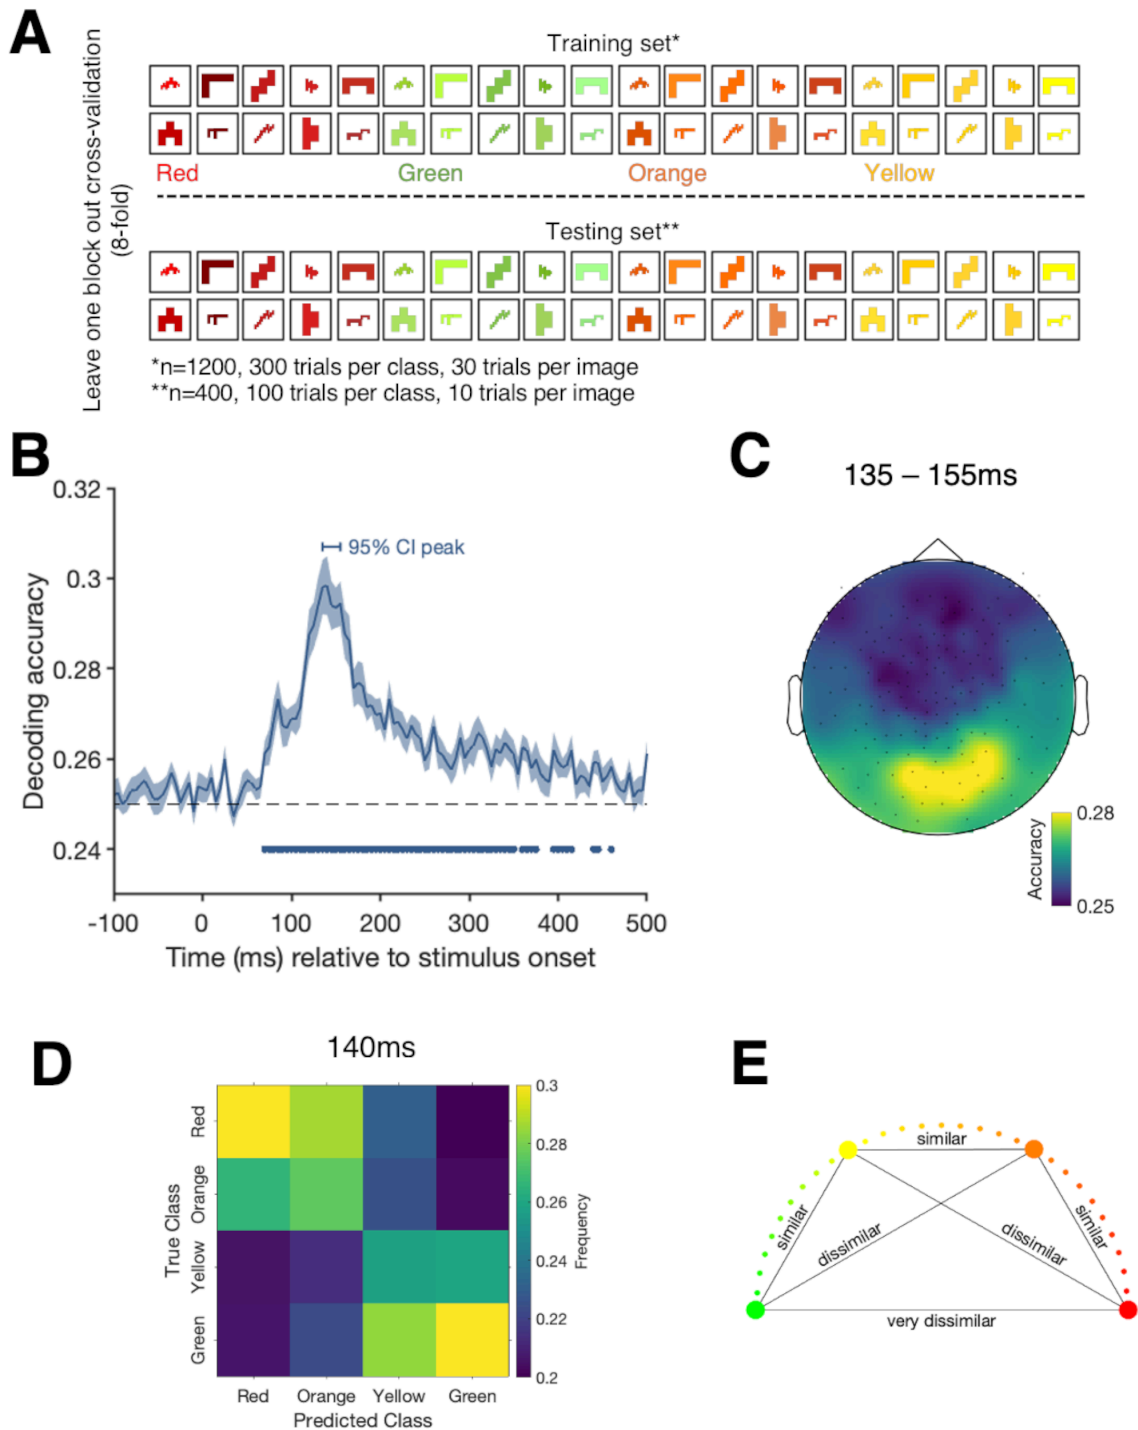 A
Leave one block out cross-validation
(8-fold)
Training set*
Red
Green
Orange
Yellow
Testing set**
*n=1200, 300 trials per class, 30 trials per image
**n=400, 100 trials per class, 10 trials per image
B
0.32
0.3
0.28
0.26
0.24
Decoding accuracy
95% CI peak
-100
0
100
200
300
400
500
Time (ms) relative to stimulus onset
C
135 – 155ms
Accuracy
0.28
0.25
D
140ms
True Class
Red
Orange
Yellow
Green
Red
Orange
Yellow
Green
Predicted Class
0.3
0.28
0.26
0.24
0.22
0.2
Frequency
E
similar
similar
similar
dissimilar
dissimilar
very dissimilar